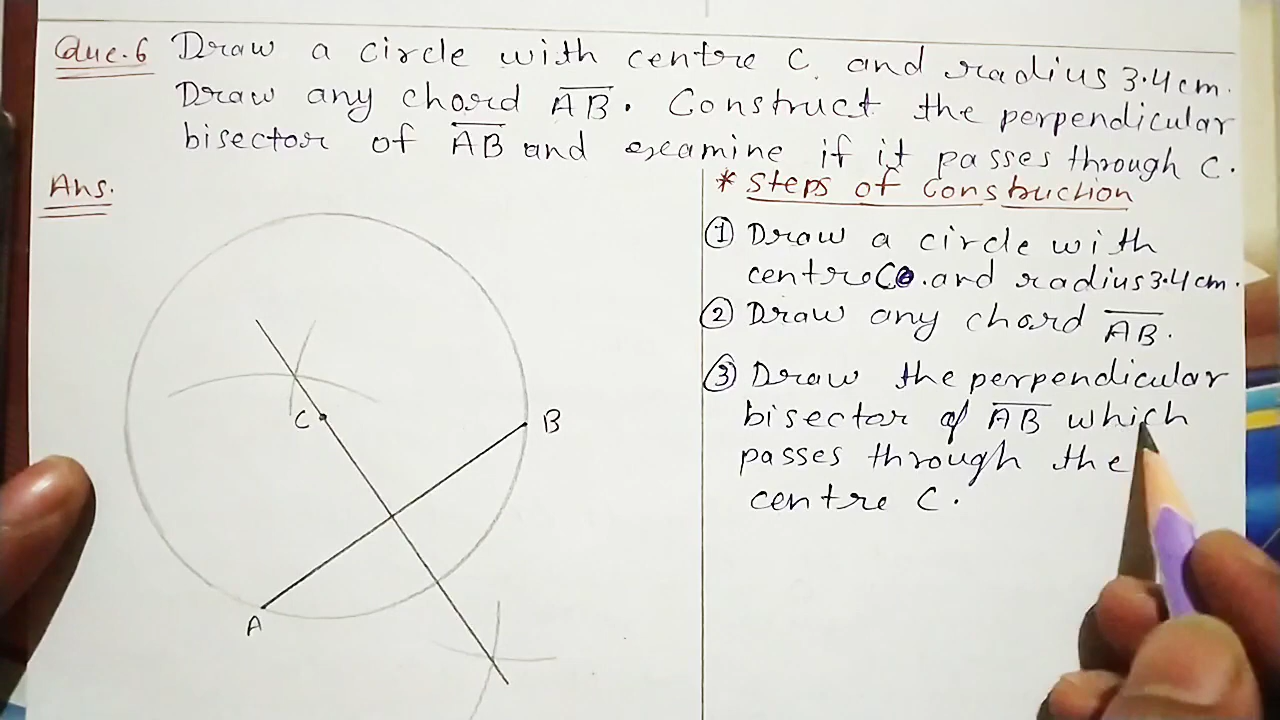 Que.6 Draw a circle with centre C. and radius 3.4 cm.
Draw any chord AB. Construct the perpendicular
bisector of AB and examine if it passes through C.
Ans.
* Steps of Construction
① Draw a circle with
centre C. and radius 3.4 cm.
② Draw any chord AB.
③ Draw the perpendicular
bisector of AB which
passes through the
centre C.
C
B
A